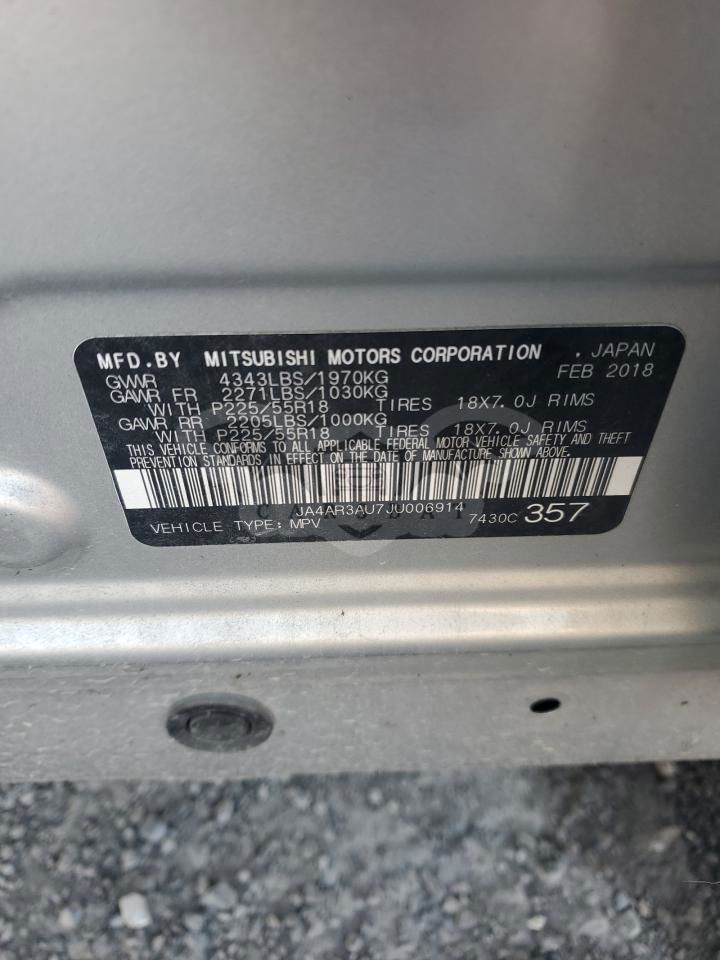 MFD.BY MITSUBISHI MOTORS CORPORATION . JAPAN
GVWR 4343LBS/1970KG FEB 2018
GAWR FR 2271LBS/1030KG
WITH P225/55R18 TIRES 18X7.0J RIMS
GAWR RR 2205LBS/1000KG
WITH P225/55R18 TIRES 18X7.0J RIMS
THIS VEHICLE CONFORMS TO ALL APPLICABLE FEDERAL MOTOR VEHICLE SAFETY AND THEFT
PREVENTION STANDARDS IN EFFECT ON THE DATE OF MANUFACTURE SHOWN ABOVE.
JA4AR3AU7JU006914
VEHICLE TYPE: MPV 7430C 357